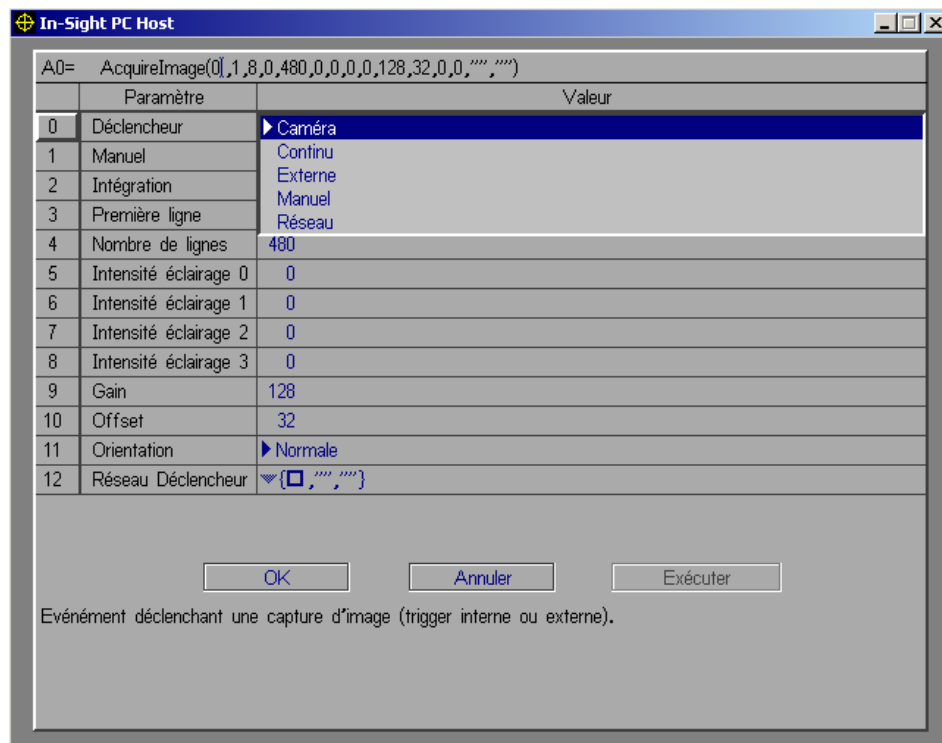 In-Sight PC Host
A0= AcquireImage(0,1,8,0,480,0,0,0,0,128,32,0,0,"","")
Paramètre Valeur
0 Déclencheur Caméra
Continu
1 Manuel
Externe
2 Intégration
Manuel
3 Première ligne
Réseau
4 Nombre de lignes 480
5 Intensité éclairage 0 0
6 Intensité éclairage 1 0
7 Intensité éclairage 2 0
8 Intensité éclairage 3 0
9 Gain 128
10 Offset 32
11 Orientation Normale
12 Réseau Déclencheur { ,"",""}
OK Annuler Exécuter
Evénément déclenchant une capture d'image (trigger interne ou externe).